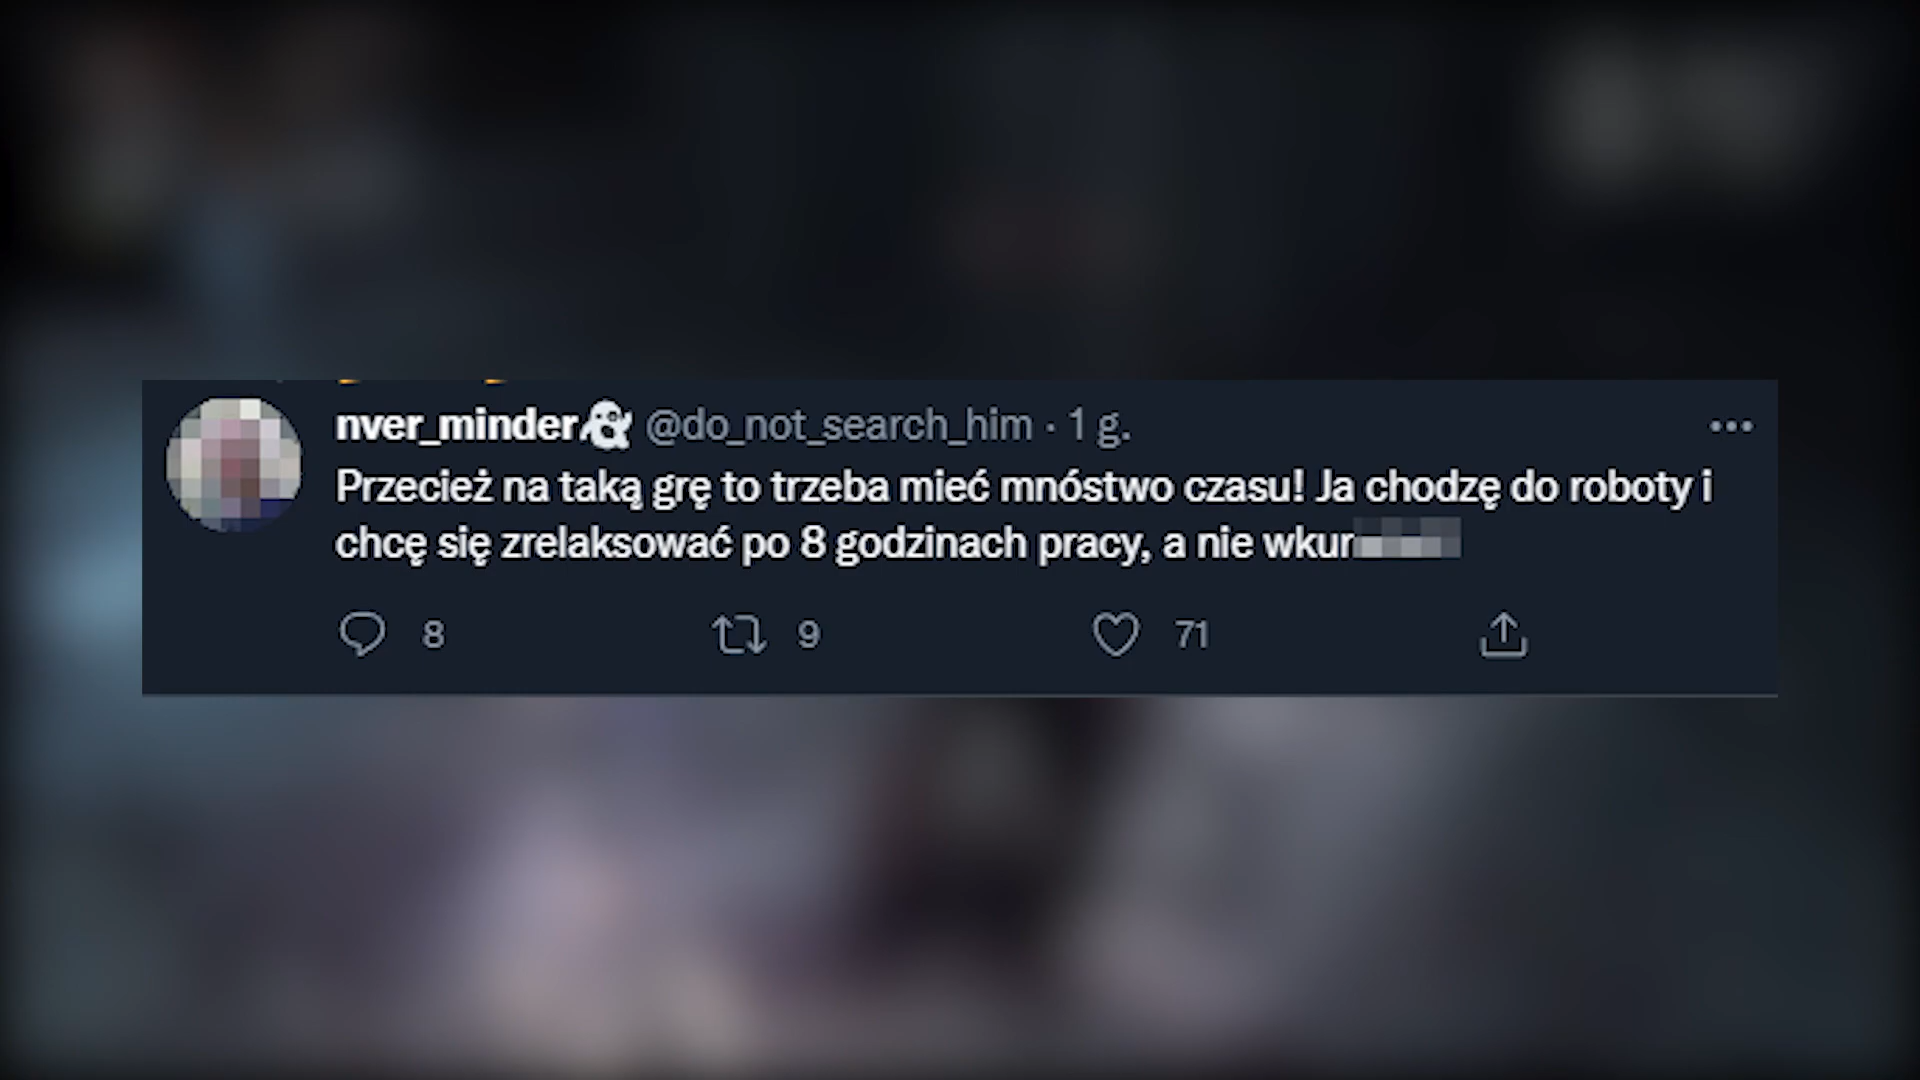 nver_minder👻 @do_not_search_him · 1 g.
Przecież na taką grę to trzeba mieć mnóstwo czasu! Ja chodzę do roboty i
chcę się zrelaksować po 8 godzinach pracy, a nie wkur
8 9 71